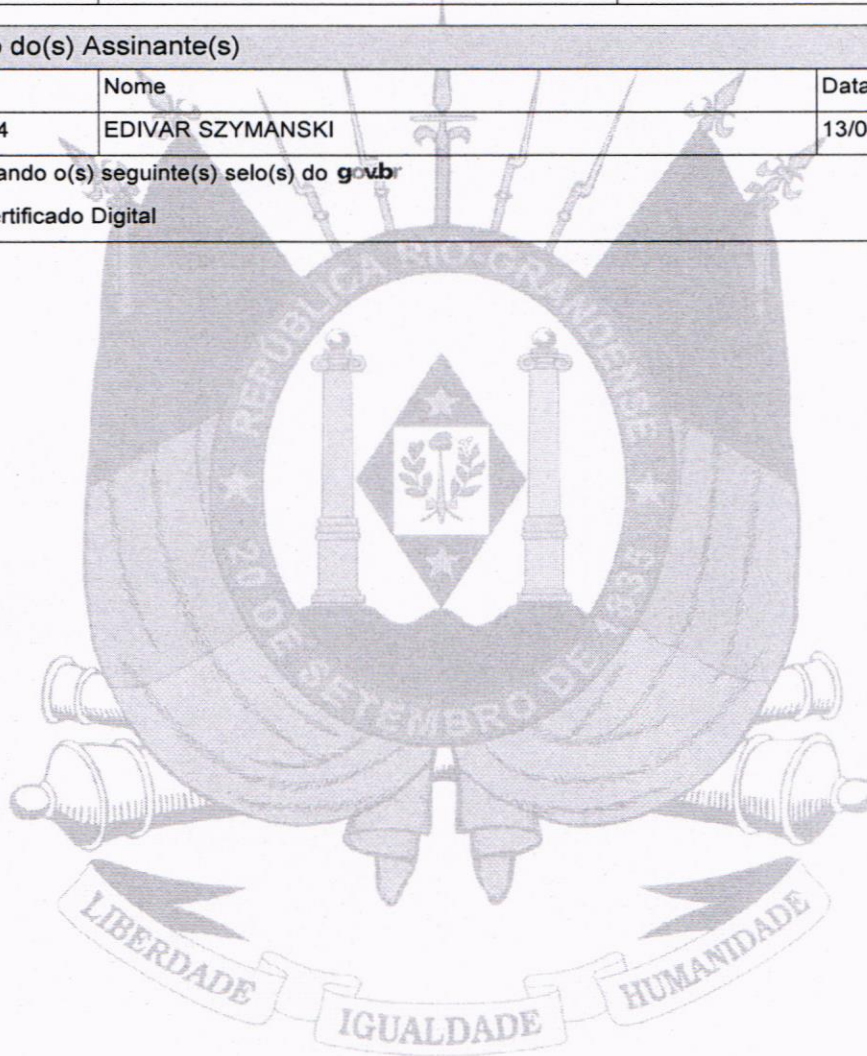 do(s) Assinante(s)
Nome
Data
4
EDIVAR SZYMANSKI
13/0
ando o(s) seguinte(s) selo(s) do gov.br
rtificado Digital
REPÚBLICA RIO-GRANDENSE
20 DE SETEMBRO DE 1835
LIBERDADE
IGUALDADE
HUMANIDADE